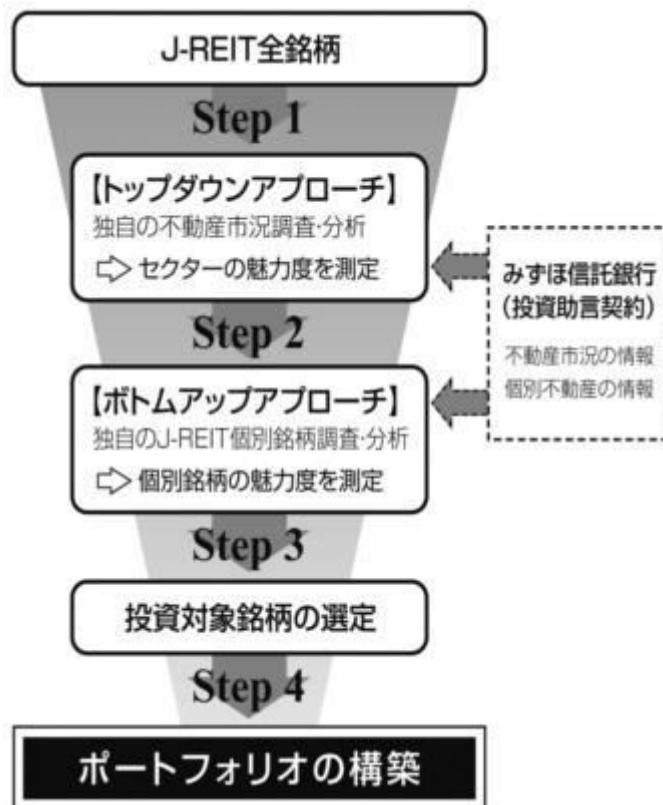 J-REIT全銘柄
Step 1
【トップダウンアプローチ】
独自の不動産市況調査·分析
⇨ セクターの魅力度を測定
みずほ信託銀行
(投資助言契約)
不動産市況の情報
個別不動産の情報
Step 2
【ボトムアップアプローチ】
独自のJ-REIT個別銘柄調査·分析
⇨ 個別銘柄の魅力度を測定
Step 3
投資対象銘柄の選定
Step 4
ポートフォリオの構築